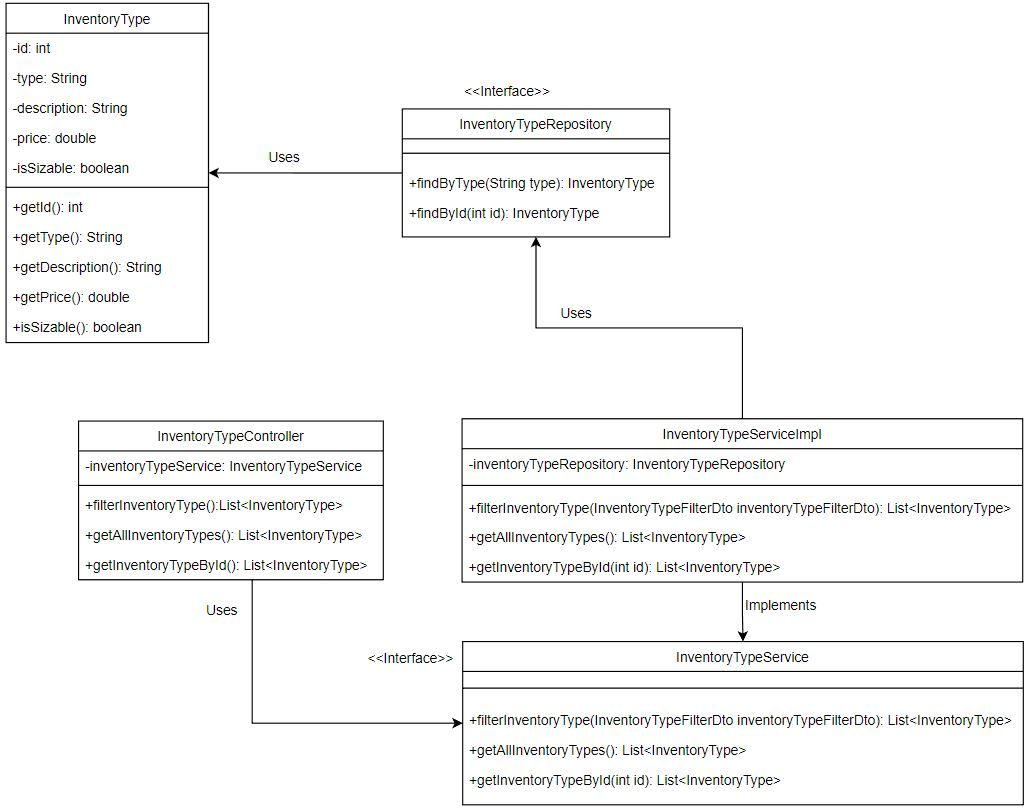 InventoryType
-id: int
-type: String
-description: String
-price: double
-isSizable: boolean
+getId(): int
+getType(): String
+getDescription(): String
+getPrice(): double
+isSizable(): boolean
Uses
<<Interface>>
InventoryTypeRepository
+findByType(String type): InventoryType
+findById(int id): InventoryType
Uses
InventoryTypeController
-inventoryTypeService: InventoryTypeService
+filterInventoryType():List<InventoryType>
+getAllInventoryTypes(): List<InventoryType>
+getInventoryTypeById(): List<InventoryType>
InventoryTypeServiceImpl
-inventoryTypeRepository: InventoryTypeRepository
+filterInventoryType(InventoryTypeFilterDto inventoryTypeFilterDto): List<InventoryType>
+getAllInventoryTypes(): List<InventoryType>
+getInventoryTypeById(int id): List<InventoryType>
Uses
Implements
<<Interface>>
InventoryTypeService
+filterInventoryType(InventoryTypeFilterDto inventoryTypeFilterDto): List<InventoryType>
+getAllInventoryTypes(): List<InventoryType>
+getInventoryTypeById(int id): List<InventoryType>